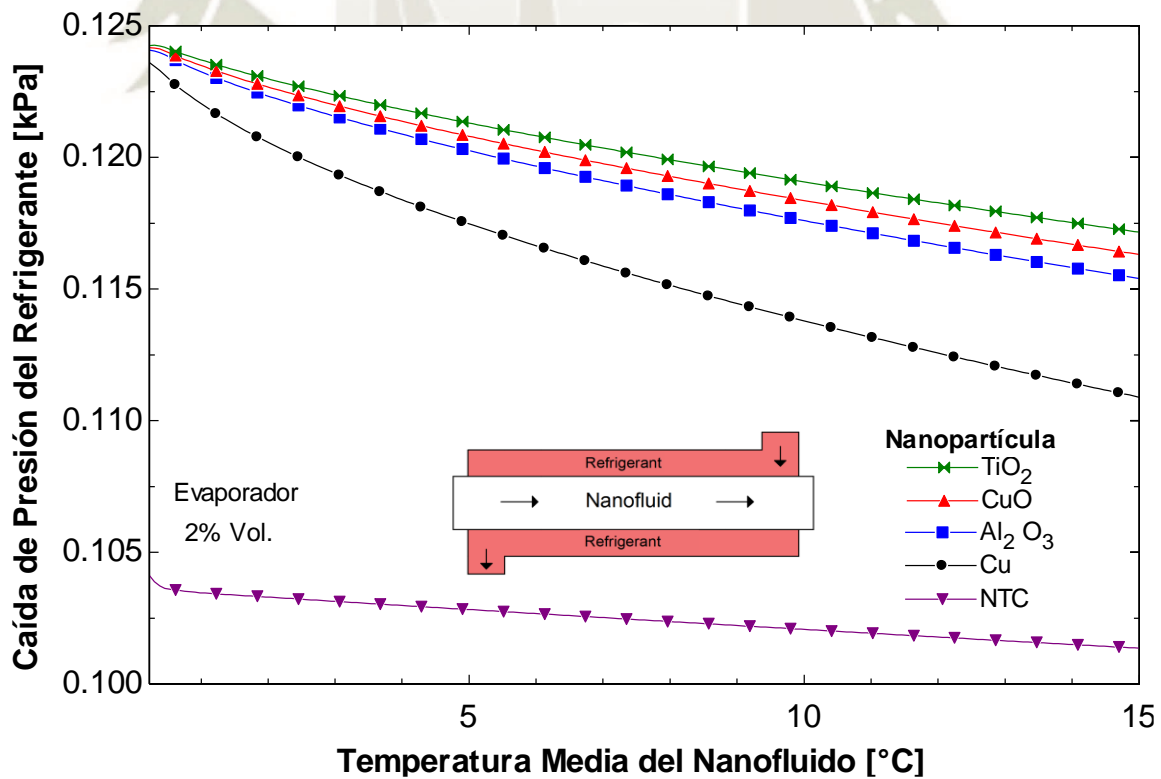 Caída de Presión del Refrigerante [kPa]
0.125
0.120
0.115
0.110
0.105
0.100
Evaporador
2% Vol.
Refrigerant
Nanofluid
Refrigerant
Nanopartícula
TiO2
CuO
Al2 O3
Cu
NTC
5 10 15
Temperatura Media del Nanofluido [°C]